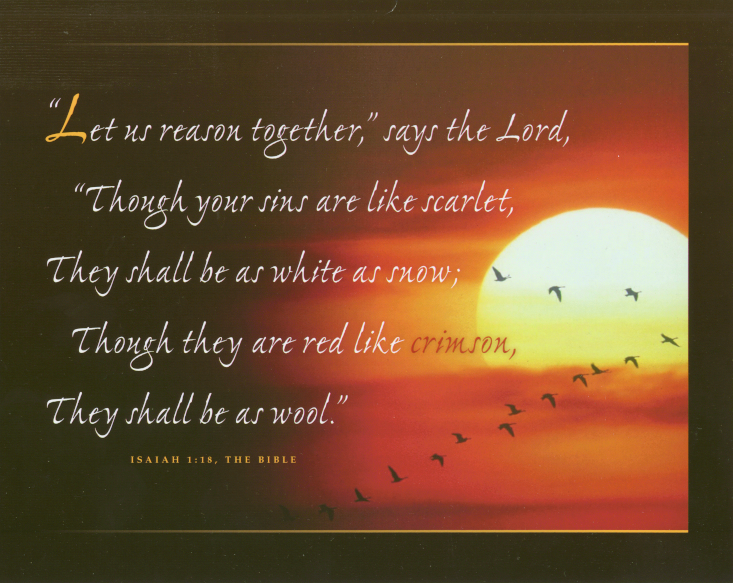 “Let us reason together,” says the Lord,
“Though your sins are like scarlet,
They shall be as white as snow;
Though they are red like crimson,
They shall be as wool.”
ISAIAH 1:18, THE BIBLE